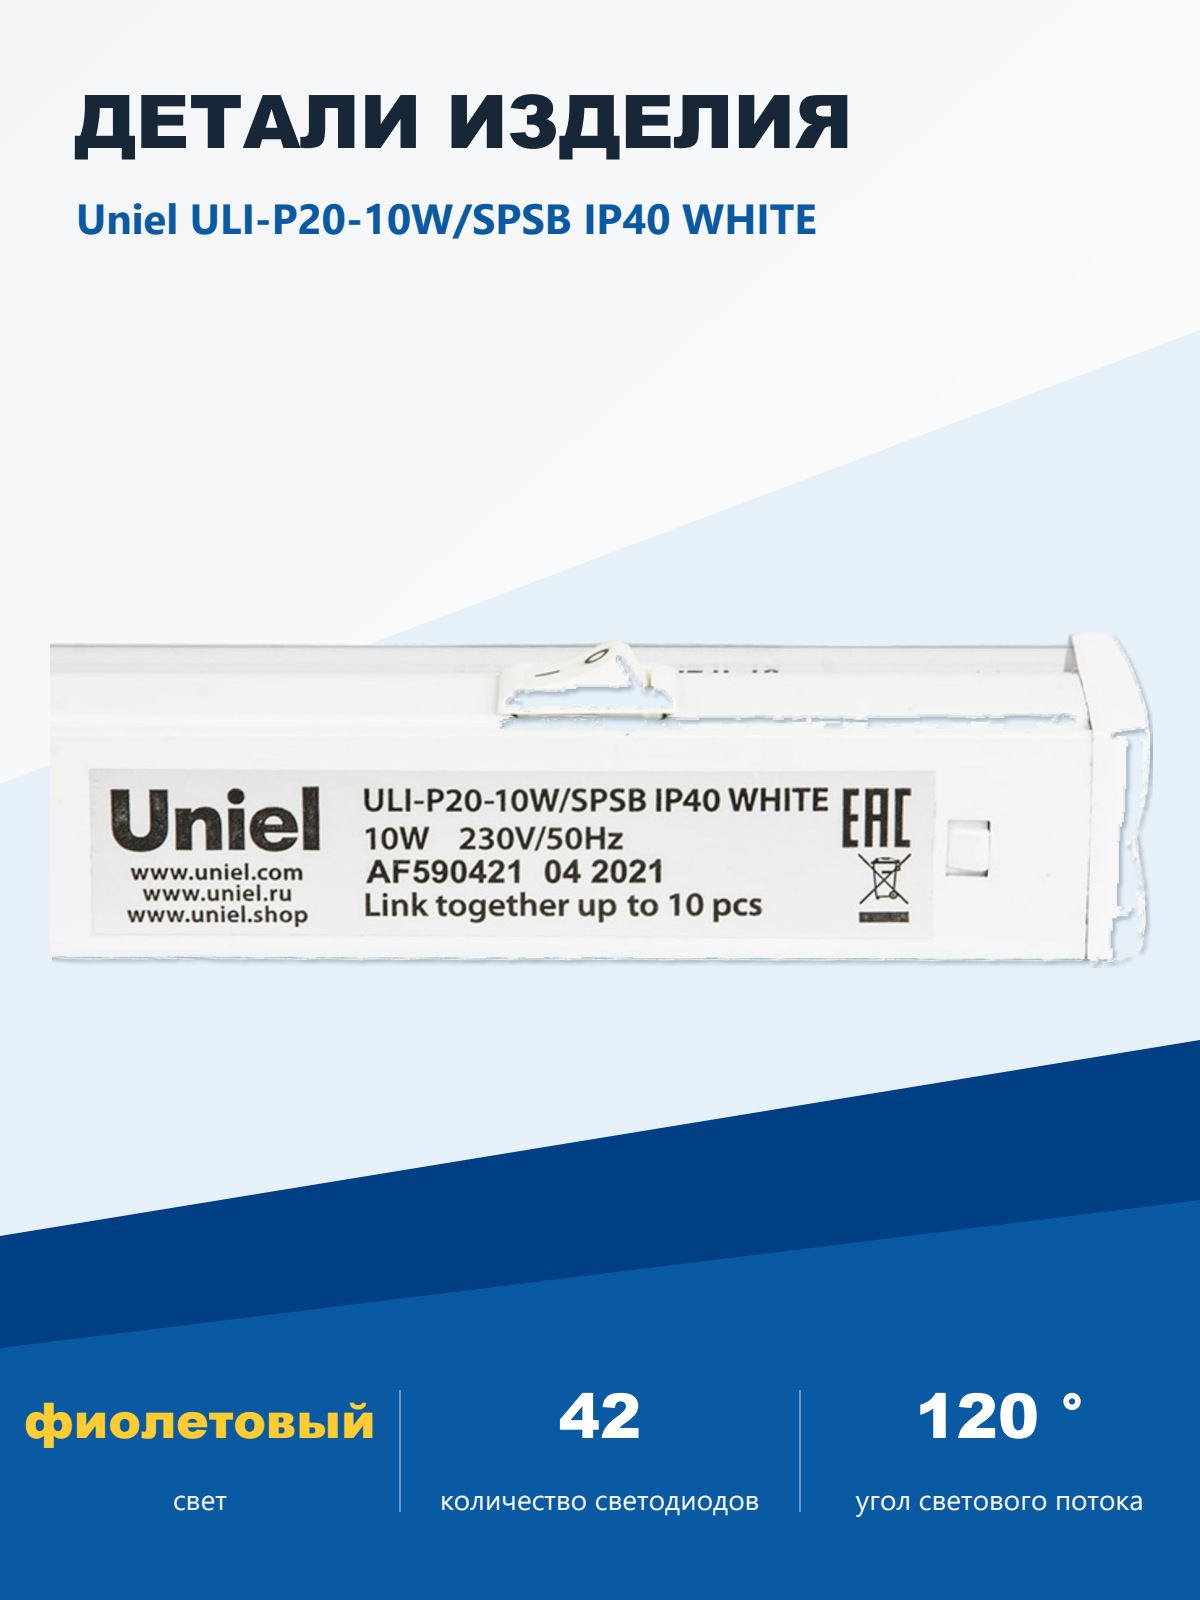 ДЕТАЛИ ИЗДЕЛИЯ
Uniel ULI-P20-10W/SPSB IP40 WHITE
Uniel
www.uniel.com
www.uniel.ru
www.uniel.shop
ULI-P20-10W/SPSB IP40 WHITE
10W 230V/50Hz
AF590421 04 2021
Link together up to 10 pcs
EAC
фиолетовый
свет
42
количество светодиодов
120 °
угол светового потока